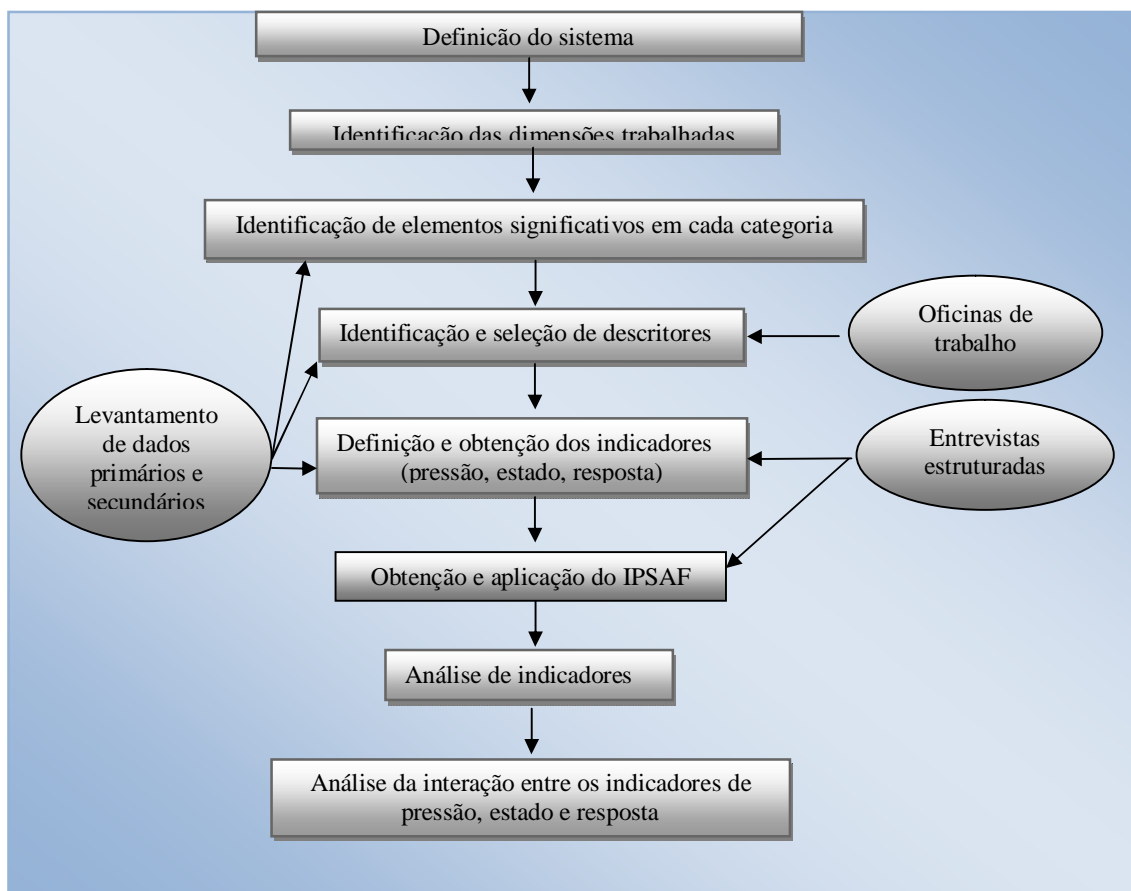 Definição do sistema
Identificação das dimensões trabalhadas
Identificação de elementos significativos em cada categoria
Identificação e seleção de descritores
Oficinas de
trabalho
Levantamento
de dados
primários e
secundários
Definição e obtenção dos indicadores
(pressão, estado, resposta)
Entrevistas
estruturadas
Obtenção e aplicação do IPSAF
Análise de indicadores
Análise da interação entre os indicadores de
pressão, estado e resposta